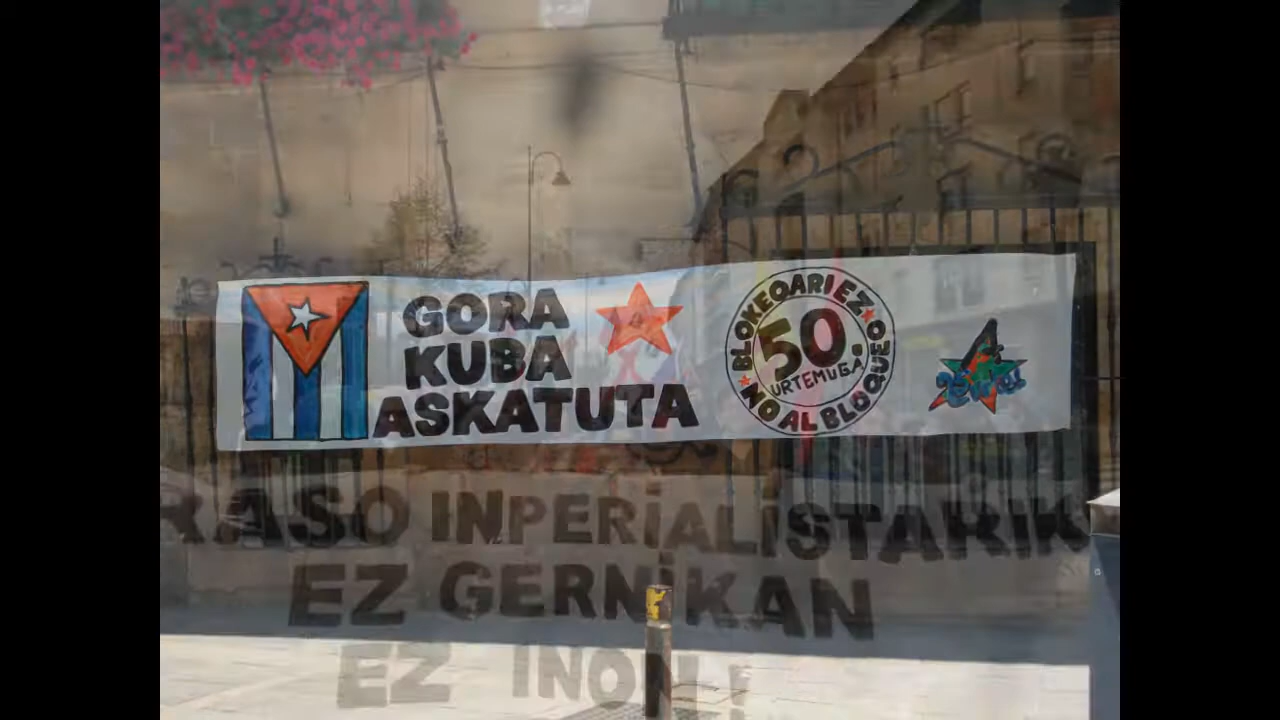 GORA
KUBA
ASKATUTA
BLOKEOARI EZ
50.
URTEMUGA
NO AL BLOQUEO
RASO INPERIALISTARIK
EZ GERNIKAN
EZ INON!